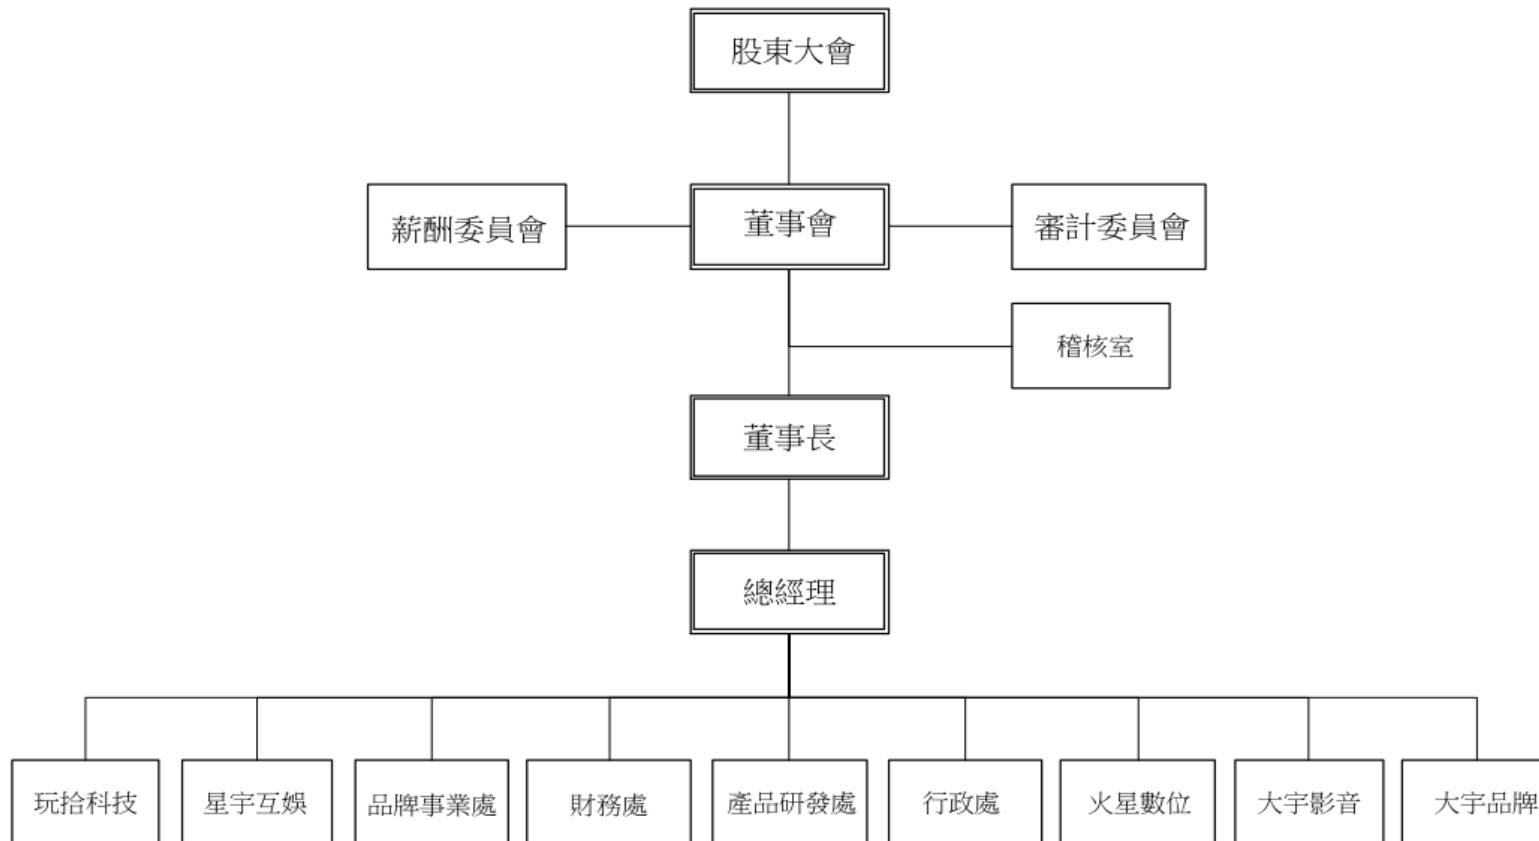 股東大會
薪酬委員會
董事會
審計委員會
稽核室
董事長
總經理
玩拾科技
星宇互娛
品牌事業處
財務處
產品研發處
行政處
火星數位
大宇影音
大宇品牌